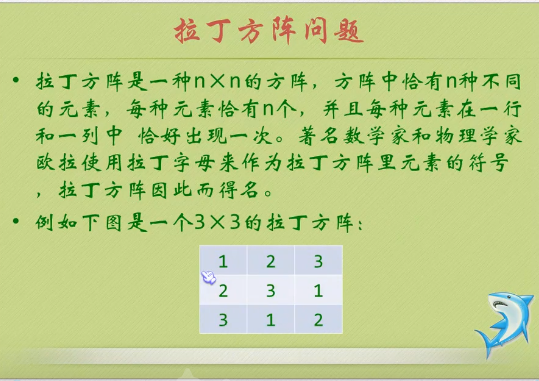 拉丁方阵问题
• 拉丁方阵是一种n×n的方阵，方阵中恰有n种不同
的元素，每种元素恰有n个，并且每种元素在一行
和一列中 恰好出现一次。著名数学家和物理学家
欧拉使用拉丁字母来作为拉丁方阵里元素的符号
，拉丁方阵因此而得名。
• 例如下图是一个3×3的拉丁方阵：
1 2 3
2 3 1
3 1 2